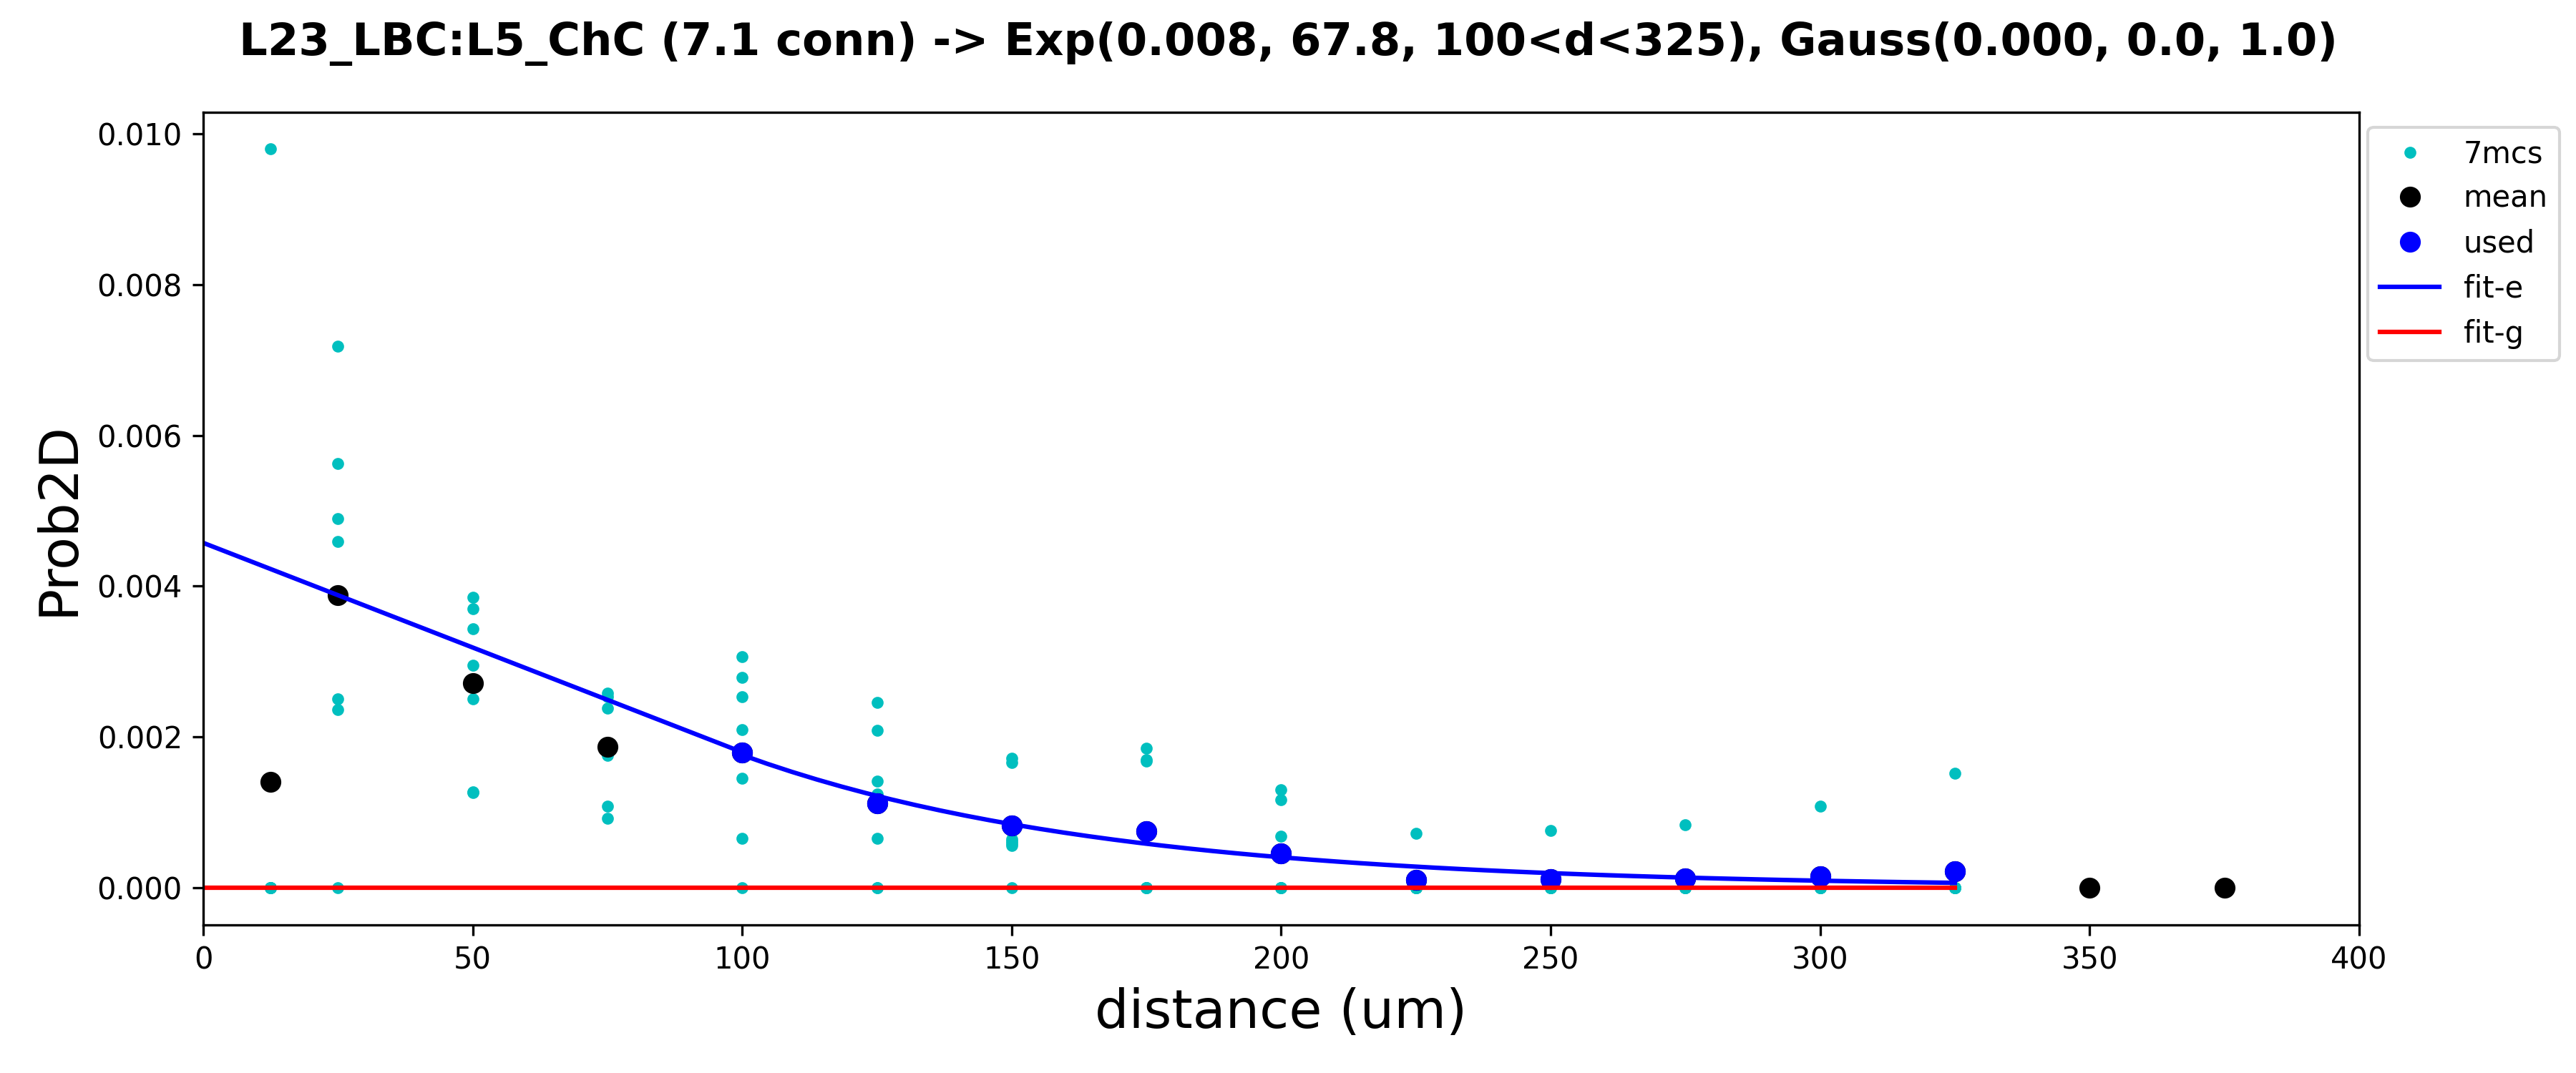 L23_LBC:L5_ChC (7.1 conn) -> Exp(0.008, 67.8, 100<d<325), Gauss(0.000, 0.0, 1.0)
0.010
0.008
0.006
0.004
0.002
0.000
Prob2D
0 50 100 150 200 250 300 350 400
distance (um)
7mcs
mean
used
fit-e
fit-g